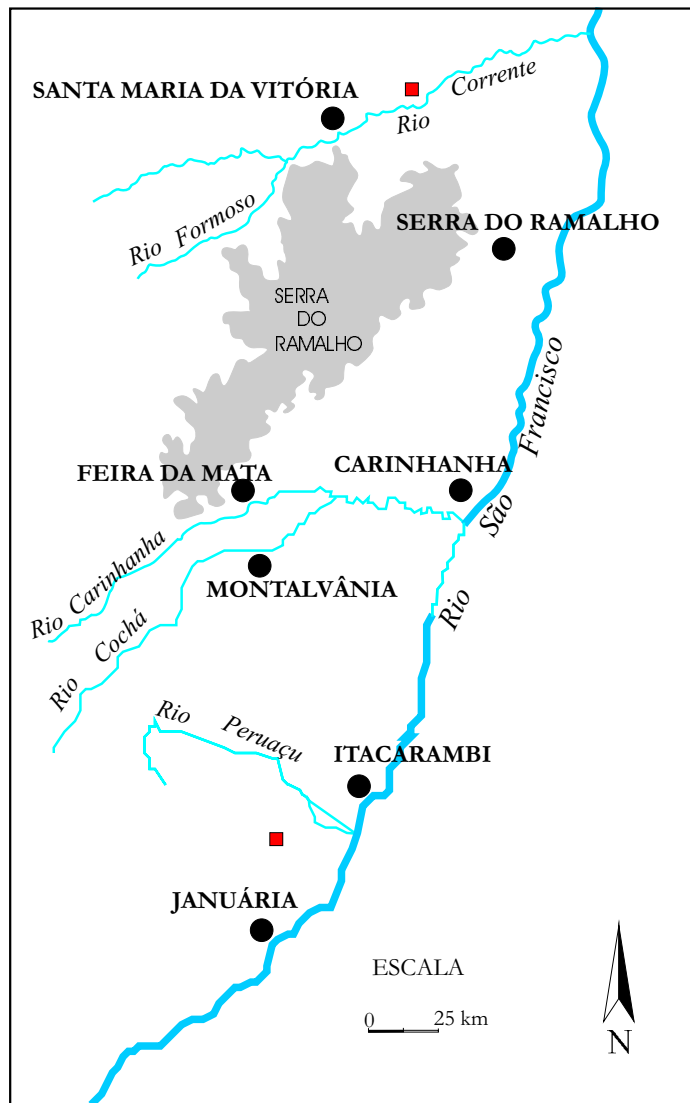 SANTA MARIA DA VITÓRIA
Rio Corrente
Rio Formoso
SERRA DO RAMALHO
SERRA
DO
RAMALHO
Rio São Francisco
FEIRA DA MATA
CARINHANHA
Rio Carinhanha
MONTALVÂNIA
Rio Cochá
Rio Peruaçu
ITACARAMBI
JANUÁRIA
ESCALA
0 25 km
N